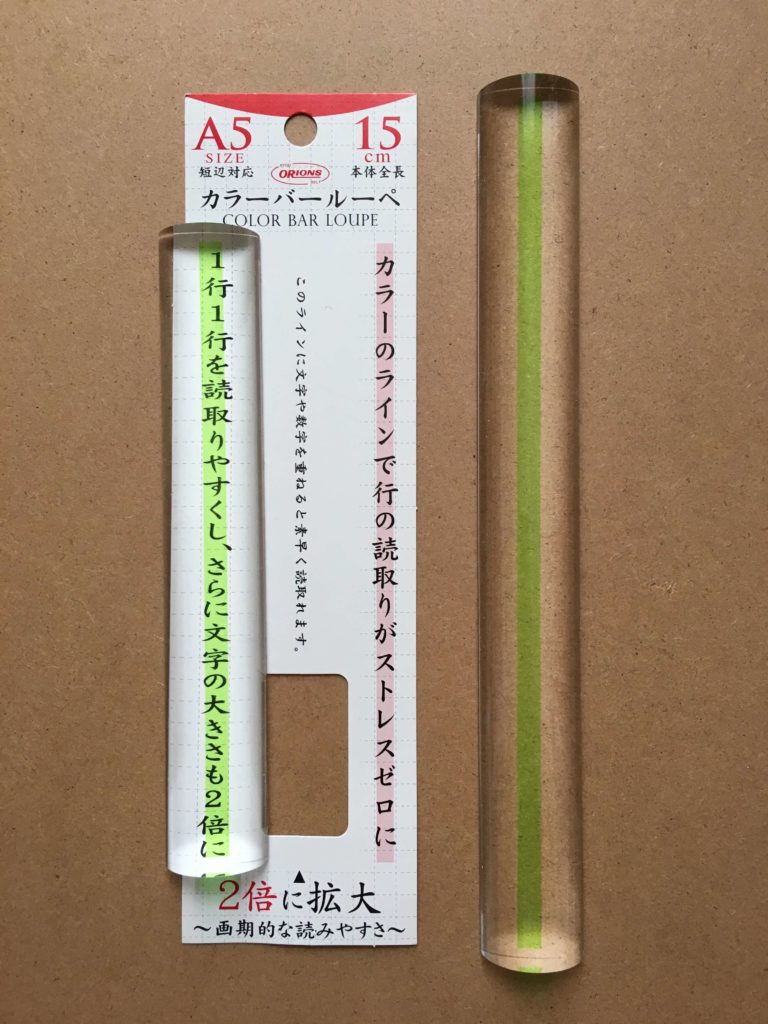 A5
SIZE
短辺対応
ORIONS
15
cm
本体全長
カラーバールーペ
COLOR BAR LOUPE
カラーのラインで行の読取りがストレスゼロに
このラインに文字や数字を重ねると素早く読取れます。
1行1行を読取りやすくし、さらに文字の大きさも2倍に
▲
2倍に拡大
〜画期的な読みやすさ〜